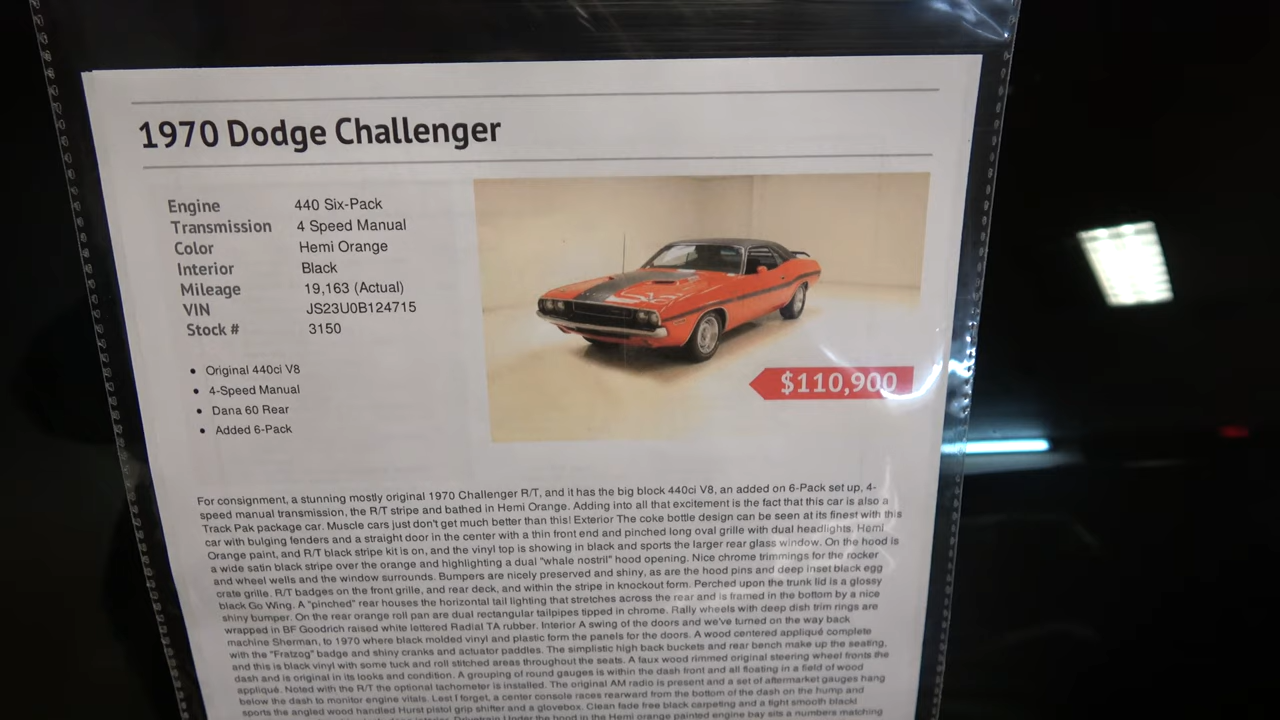 1970 Dodge Challenger
Engine 440 Six-Pack
Transmission 4 Speed Manual
Color Hemi Orange
Interior Black
Mileage 19,163 (Actual)
VIN JS23U0B124715
Stock # 3150
• Original 440ci V8
• 4-Speed Manual
• Dana 60 Rear
• Added 6-Pack
$110,900
For consignment, a stunning mostly original 1970 Challenger R/T, and it has the big block 440ci V8, an added on 6-Pack set up, 4-
speed manual transmission, the R/T stripe and bathed in Hemi Orange. Adding into all that excitement is the fact that this car is also a
Track Pak package car. Muscle cars just don't get much better than this! Exterior The coke bottle design can be seen at its finest with this
car with bulging fenders and a straight door in the center with a thin front end and pinched long oval grille with dual headlights. Hemi
Orange paint, and R/T black stripe kit is on, and the vinyl top is showing in black and sports the larger rear glass window. On the hood is
a wide satin black stripe over the orange and highlighting a dual "whale nostril" hood opening. Nice chrome trimmings for the rocker
and wheel wells and the window surrounds. Bumpers are nicely preserved and shiny, as are the hood pins and deep inset black egg
crate grille. R/T badges on the front grille, and rear deck, and within the stripe in knockout form. Perched upon the trunk lid is a glossy
black Go Wing. A "pinched" rear houses the horizontal tail lighting that stretches across the rear and is framed in the bottom by a nice
shiny bumper. On the rear orange roll pan are dual rectangular tailpipes tipped in chrome. Rally wheels with deep dish trim rings are
wrapped in BF Goodrich raised white lettered Radial TA rubber. Interior A swing of the doors and we've turned on the way back
machine Sherman, to 1970 where black molded vinyl and plastic form the panels for the doors. A wood centered appliqué complete
with the "Fratzog" badge and shiny cranks and actuator paddles. The simplistic high back buckets and rear bench make up the seating,
and this is black vinyl with some tuck and roll stitched areas throughout the seats. A faux wood rimmed original steering wheel fronts the
dash and is original in its looks and condition. A grouping of round gauges is within the dash front and all floating in a field of wood
appliqué. Noted with the R/T the optional tachometer is installed. The original AM radio is present and a set of aftermarket gauges hang
below the dash to monitor engine vitals. Lest I forget, a center console races rearward from the bottom of the dash on the hump and
sports the angled wood handled Hurst pistol grip shifter and a glovebox. Clean fade free black carpeting and a tight smooth black
Drivetrain Under the hood in the Hemi orange painted engine bay sits a numbers matching